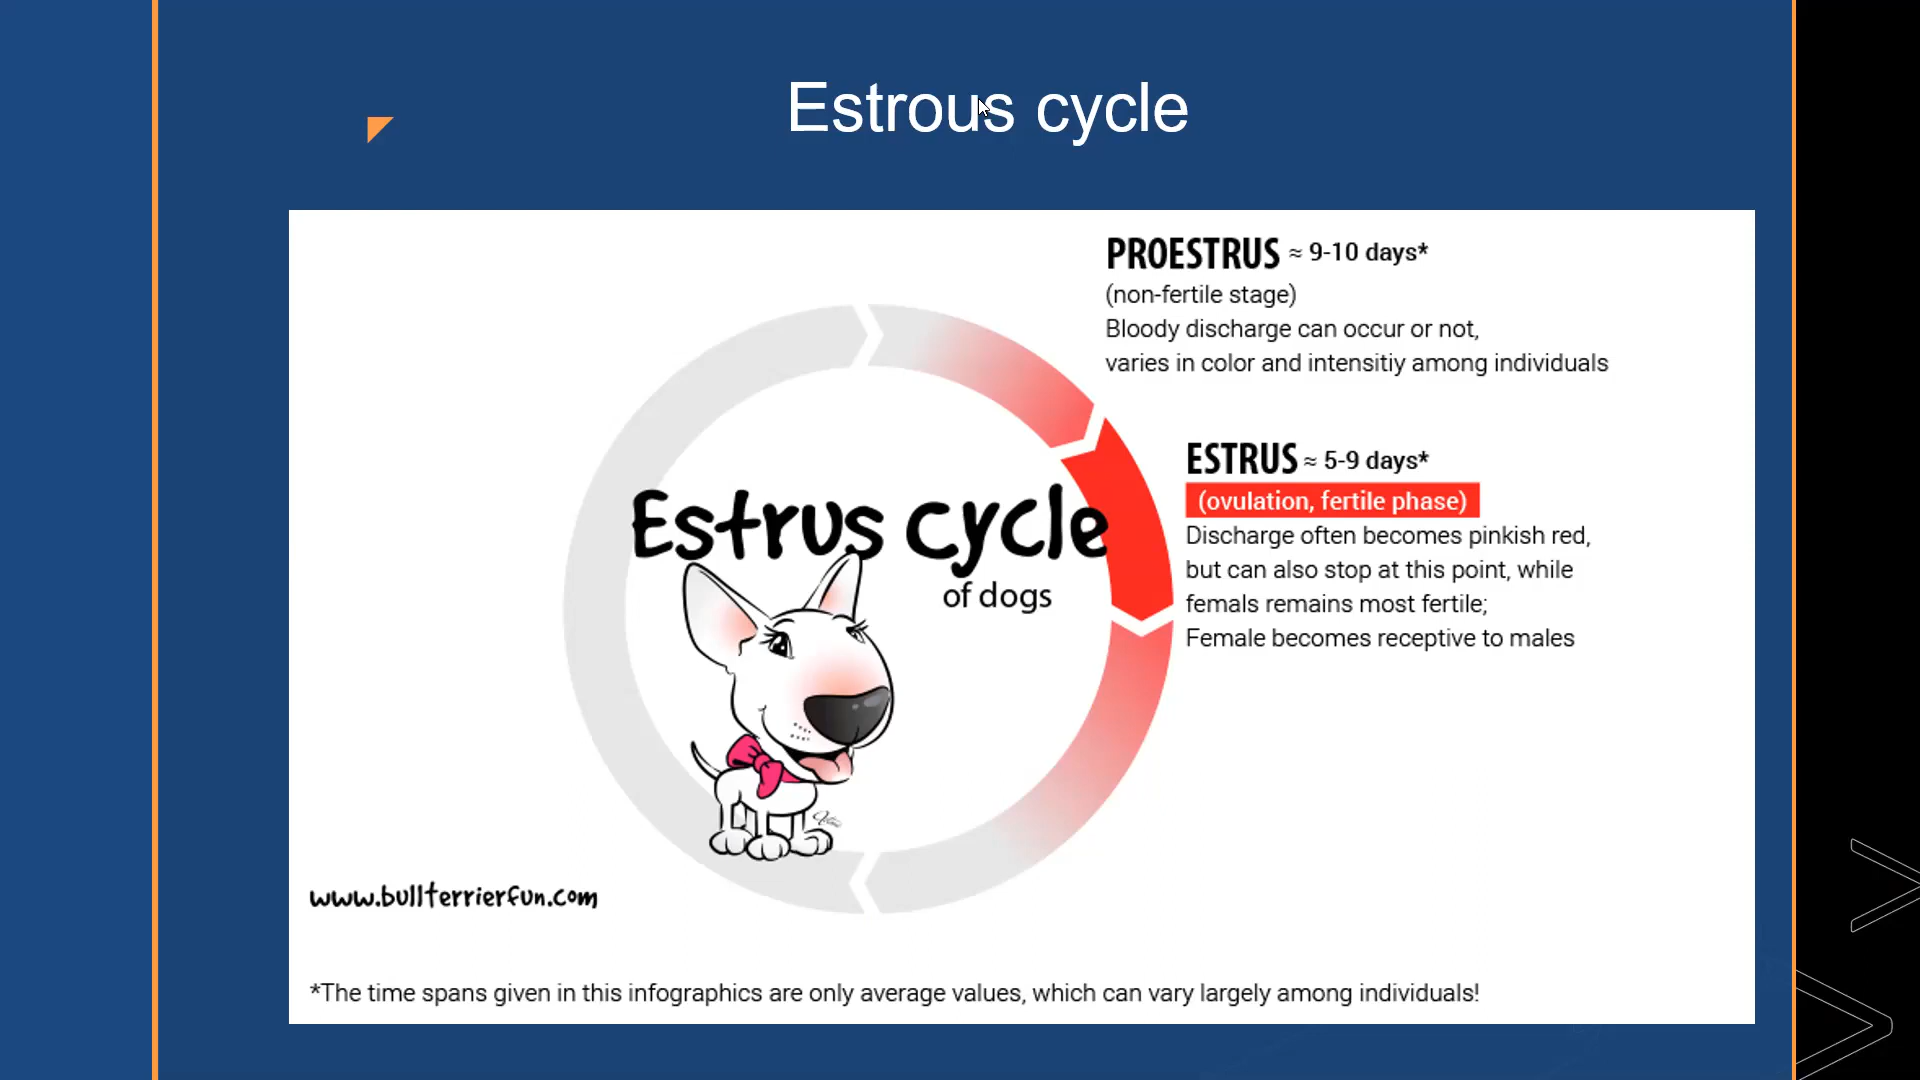 Estrous cycle
PROESTRUS ≈ 9-10 days*
(non-fertile stage)
Bloody discharge can occur or not,
varies in color and intensitiy among individuals
ESTRUS ≈ 5-9 days*
(ovulation, fertile phase)
Discharge often becomes pinkish red,
but can also stop at this point, while
femals remains most fertile;
Female becomes receptive to males
Estrus cycle
of dogs
www.bullterrierfun.com
*The time spans given in this infographics are only average values, which can vary largely among individuals!